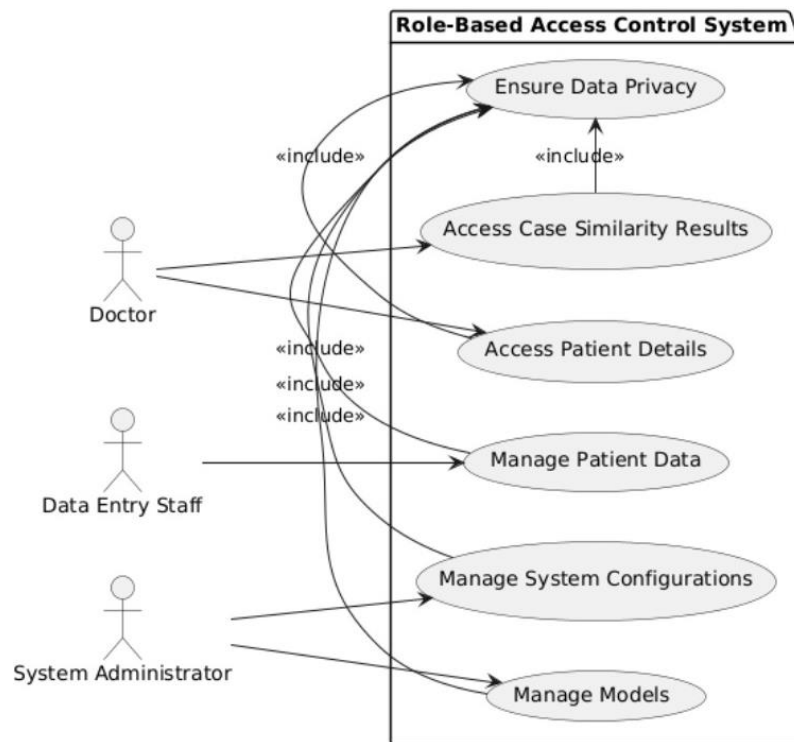 Role-Based Access Control System
Ensure Data Privacy
«include»
«include»
Access Case Similarity Results
Doctor
«include»
Access Patient Details
«include»
«include»
Manage Patient Data
Data Entry Staff
Manage System Configurations
System Administrator
Manage Models